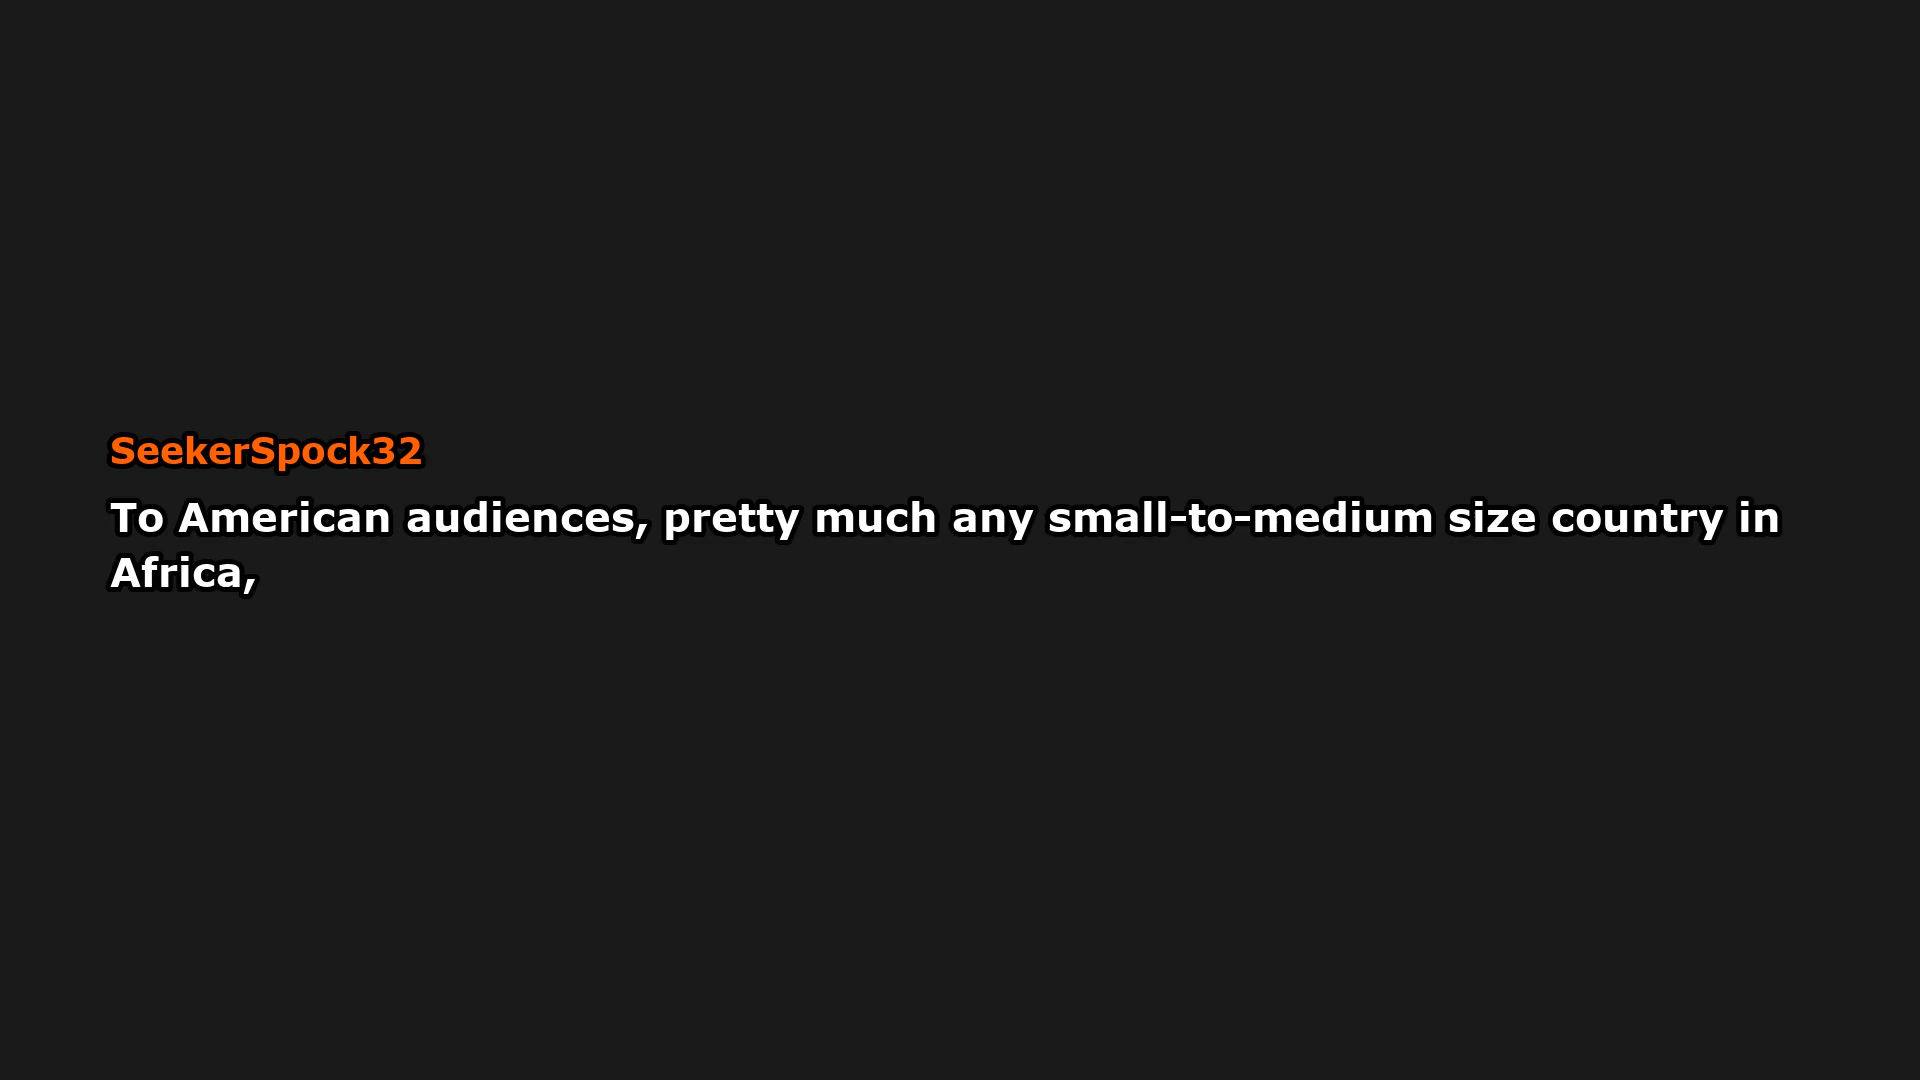 SeekerSpock32
To American audiences, pretty much any small-to-medium size country in
Africa,